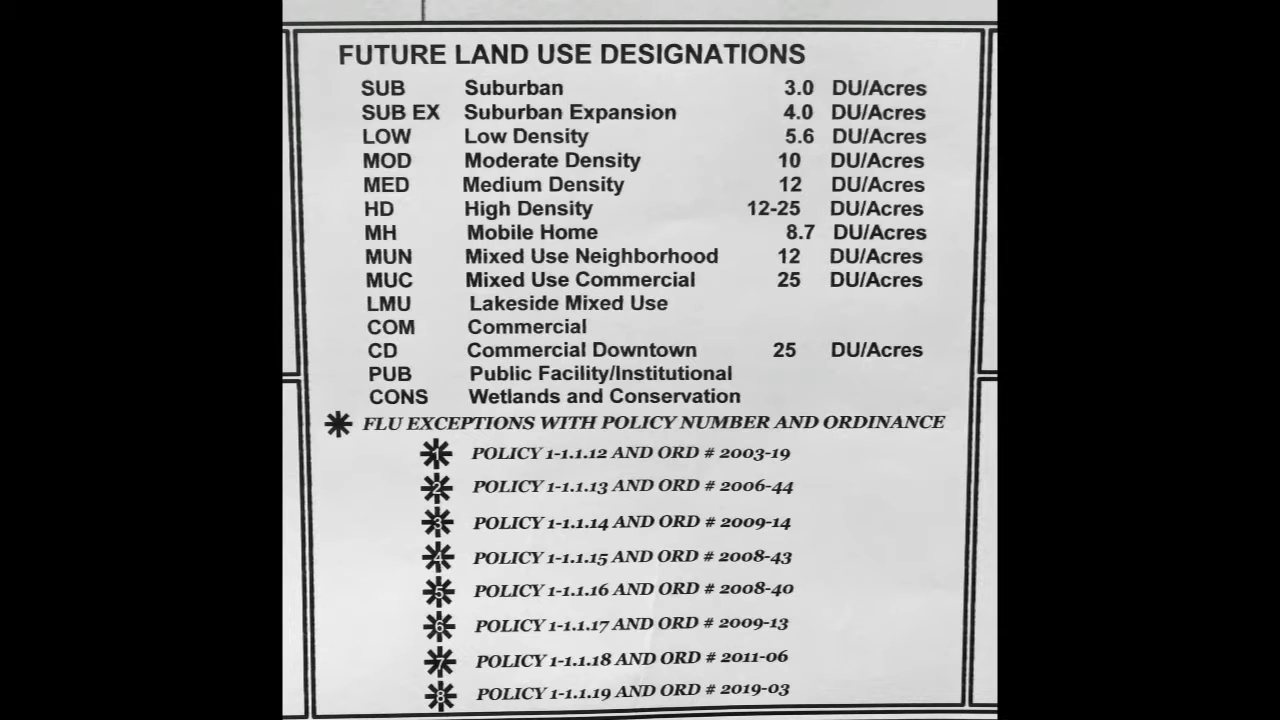 FUTURE LAND USE DESIGNATIONS
SUB Suburban 3.0 DU/Acres
SUB EX Suburban Expansion 4.0 DU/Acres
LOW Low Density 5.6 DU/Acres
MOD Moderate Density 10 DU/Acres
MED Medium Density 12 DU/Acres
HD High Density 12-25 DU/Acres
MH Mobile Home 8.7 DU/Acres
MUN Mixed Use Neighborhood 12 DU/Acres
MUC Mixed Use Commercial 25 DU/Acres
LMU Lakeside Mixed Use
COM Commercial
CD Commercial Downtown 25 DU/Acres
PUB Public Facility/Institutional
CONS Wetlands and Conservation
FLU EXCEPTIONS WITH POLICY NUMBER AND ORDINANCE
1 POLICY 1-1.1.12 AND ORD # 2003-19
2 POLICY 1-1.1.13 AND ORD # 2006-44
3 POLICY 1-1.1.14 AND ORD # 2009-14
4 POLICY 1-1.1.15 AND ORD # 2008-43
5 POLICY 1-1.1.16 AND ORD # 2008-40
6 POLICY 1-1.1.17 AND ORD # 2009-13
7 POLICY 1-1.1.18 AND ORD # 2011-06
8 POLICY 1-1.1.19 AND ORD # 2019-03